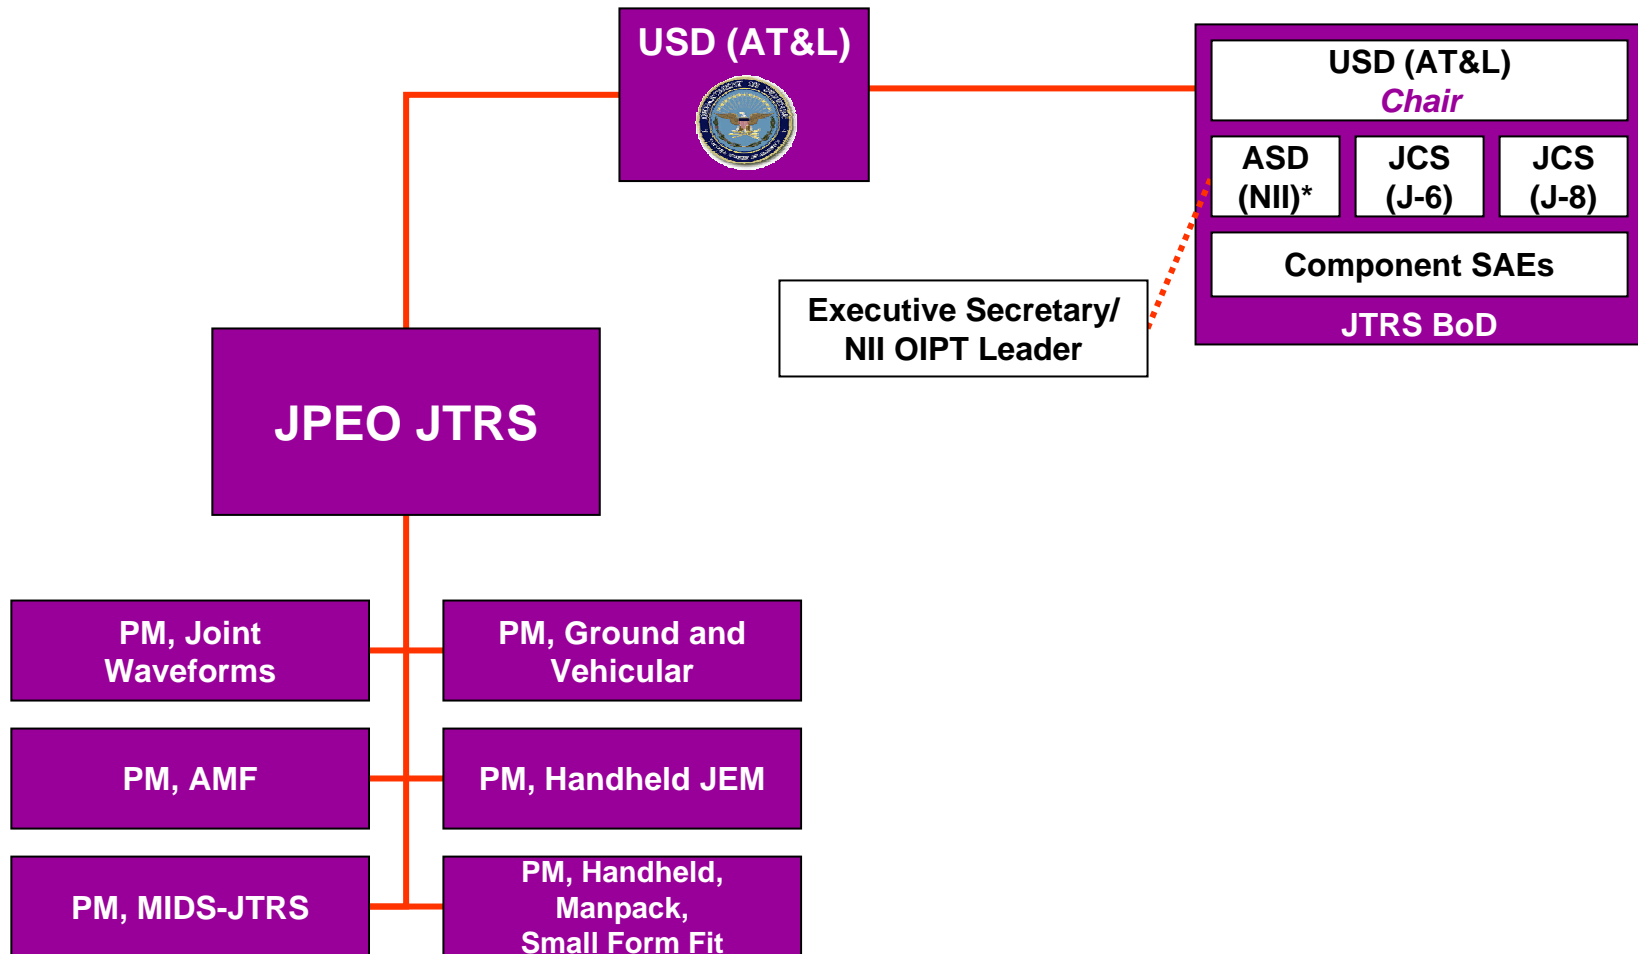 USD (AT&L)
USD (AT&L)
Chair
ASD
(NII)*
JCS
(J-6)
JCS
(J-8)
Component SAEs
JTRS BoD
Executive Secretary/
NII OIPT Leader
JPEO JTRS
PM, Joint
Waveforms
PM, Ground and
Vehicular
PM, AMF
PM, Handheld JEM
PM, MIDS-JTRS
PM, Handheld,
Manpack,
Small Form Fit